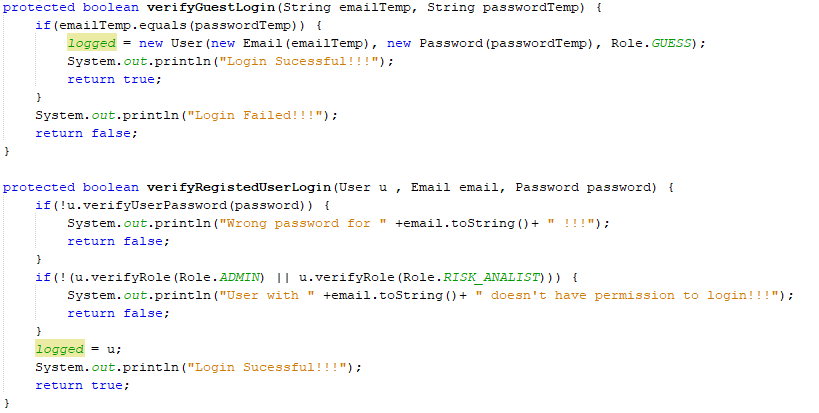 protected boolean verifyGuestLogin(String emailTemp, String passwordTemp) {
    if(emailTemp.equals(passwordTemp)) {
        logged = new User(new Email(emailTemp), new Password(passwordTemp), Role.GUESS);
        System.out.println("Login Sucessful!!!");
        return true;
    }
    System.out.println("Login Failed!!!");
    return false;
}

protected boolean verifyRegistedUserLogin(User u , Email email, Password password) {
    if(!u.verifyUserPassword(password)) {
        System.out.println("Wrong password for " +email.toString()+ " !!!");
        return false;
    }
    if(!(u.verifyRole(Role.ADMIN) || u.verifyRole(Role.RISK_ANALIST))) {
        System.out.println("User with " +email.toString()+ " doesn't have permission to login!!!");
        return false;
    }
    logged = u;
    System.out.println("Login Sucessful!!!");
    return true;
}